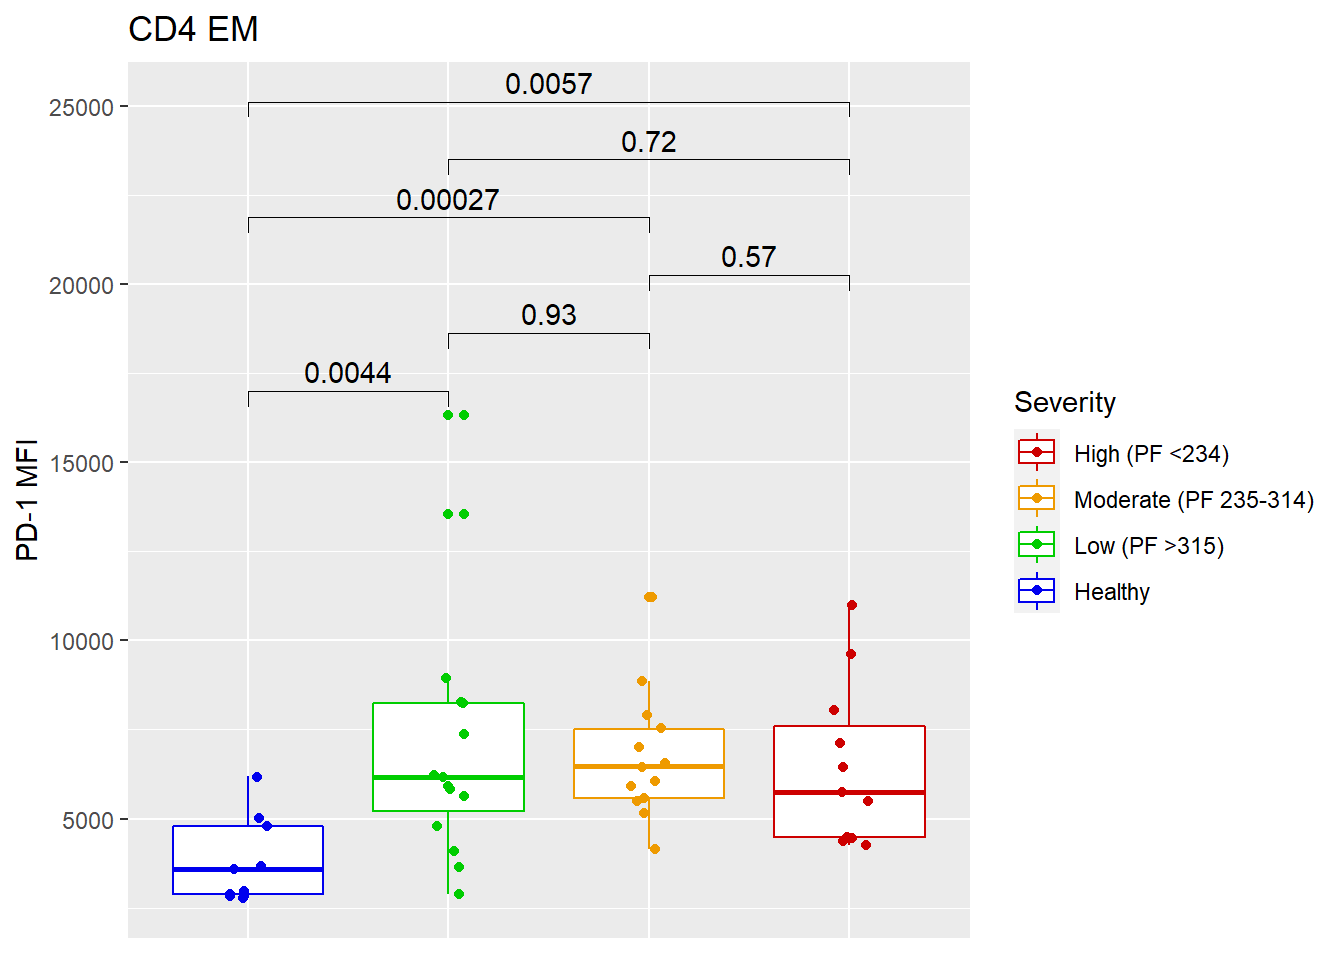 CD4 EM
0.0057
25000
0.72
0.00027
0.57
20000
0.93
0.0044
Severity
PD-1 MFI
15000
High (PF <234)
Moderate (PF 235-314)
Low (PF >315)
Healthy
10000
5000